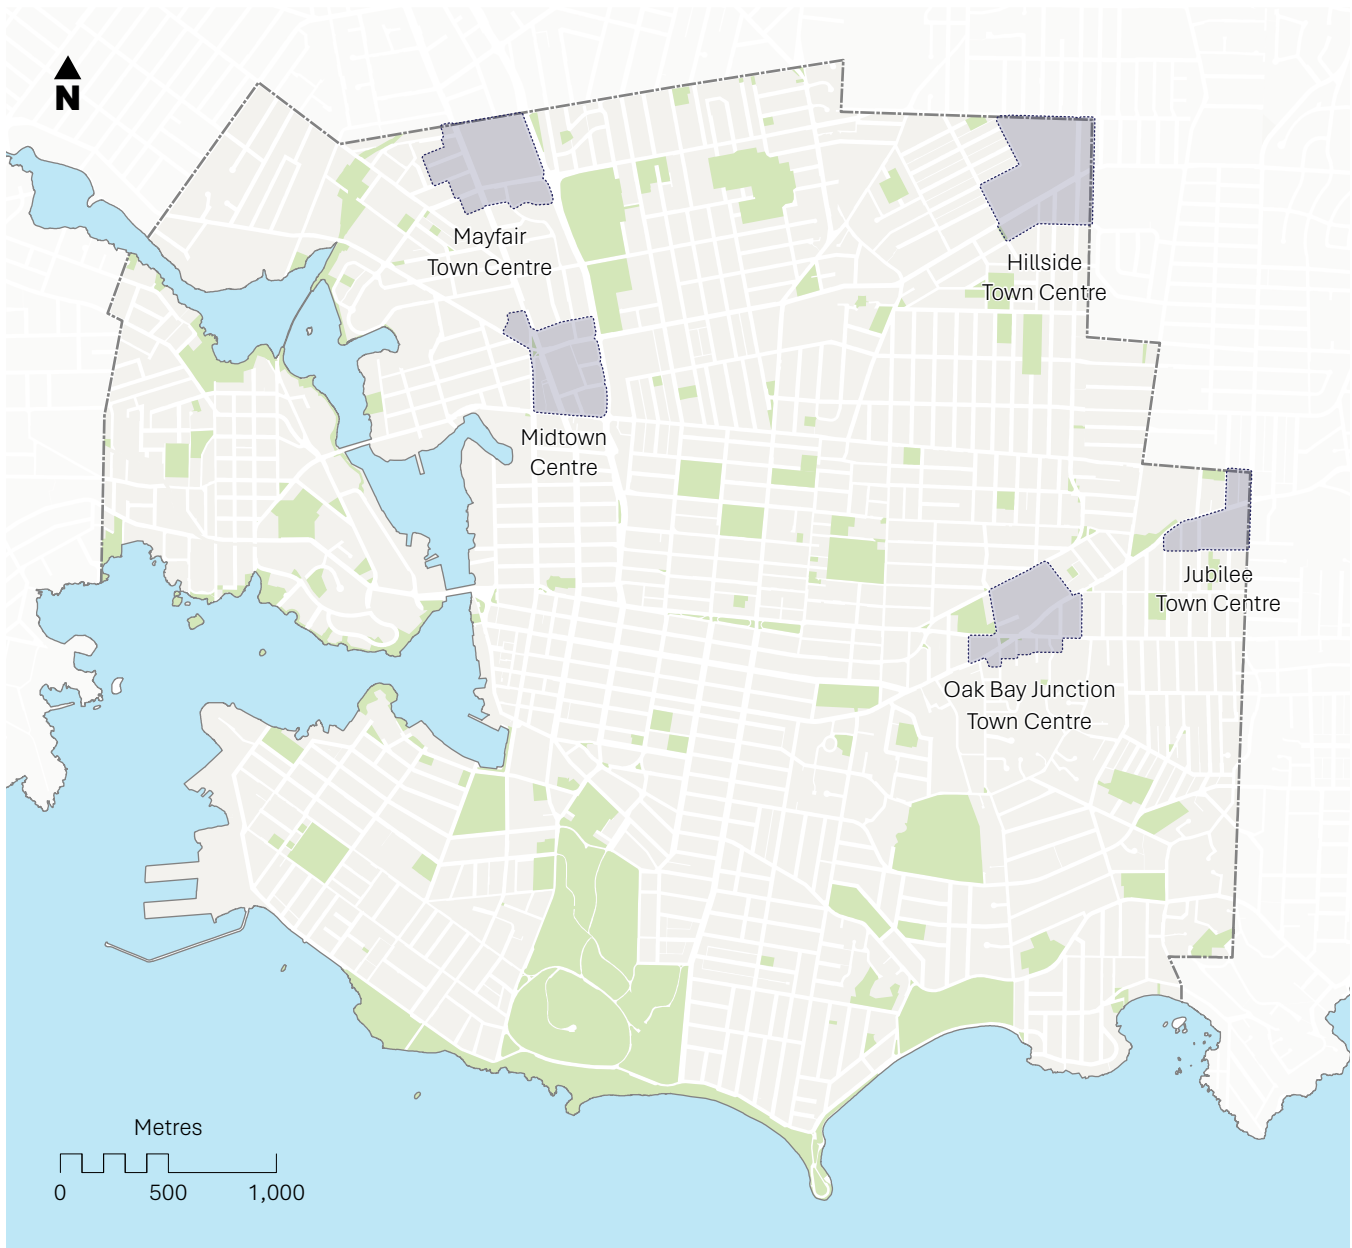 N
Mayfair
Town Centre
Hillside
Town Centre
Midtown
Centre
Jubilee
Town Centre
Oak Bay Junction
Town Centre
Metres
0 500 1,000